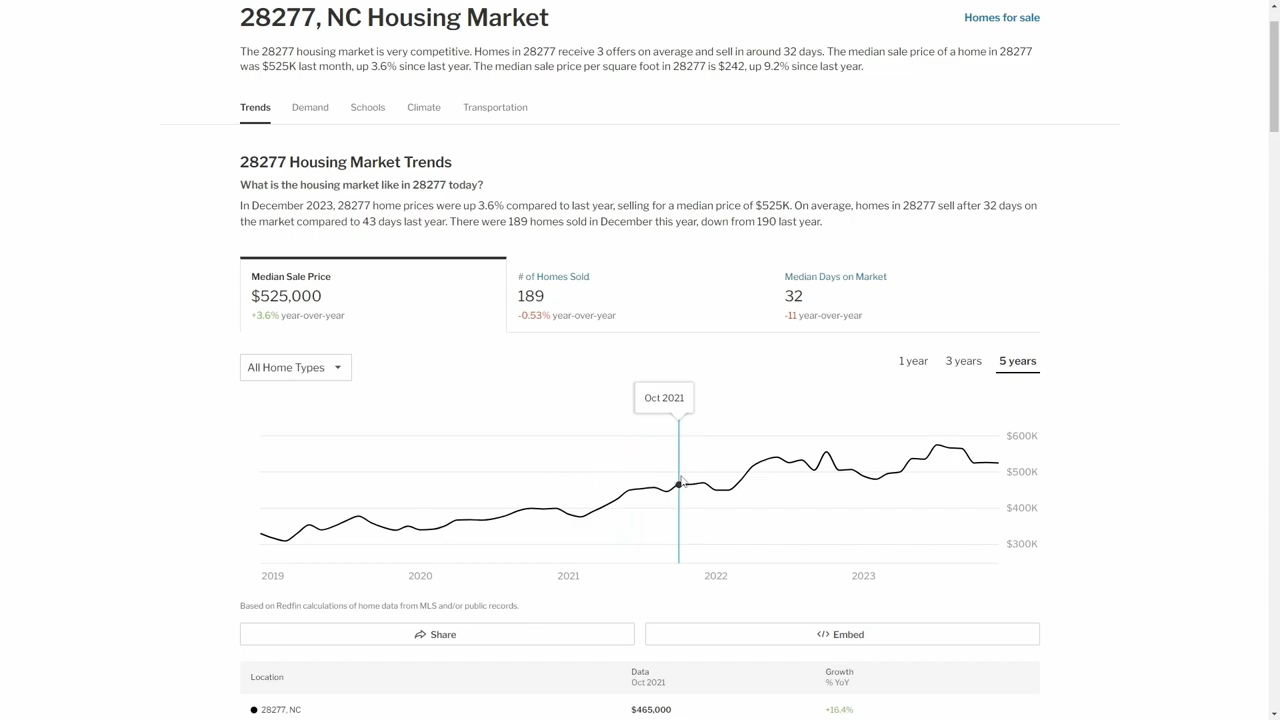 28277, NC Housing Market
Homes for sale
The 28277 housing market is very competitive. Homes in 28277 receive 3 offers on average and sell in around 32 days. The median sale price of a home in 28277
was $525K last month, up 3.6% since last year. The median sale price per square foot in 28277 is $242, up 9.2% since last year.
Trends Demand Schools Climate Transportation
28277 Housing Market Trends
What is the housing market like in 28277 today?
In December 2023, 28277 home prices were up 3.6% compared to last year, selling for a median price of $525K. On average, homes in 28277 sell after 32 days on
the market compared to 43 days last year. There were 189 homes sold in December this year, down from 190 last year.
Median Sale Price # of Homes Sold Median Days on Market
$525,000 189 32
+3.6% year-over-year -0.53% year-over-year -11 year-over-year
All Home Types 1 year 3 years 5 years
Oct 2021
$600K
$500K
$400K
$300K
2019 2020 2021 2022 2023
Based on Redfin calculations of home data from MLS and/or public records.
Share </> Embed
Location Data Growth
Oct 2021 % YoY
28277, NC $465,000 +16.4%